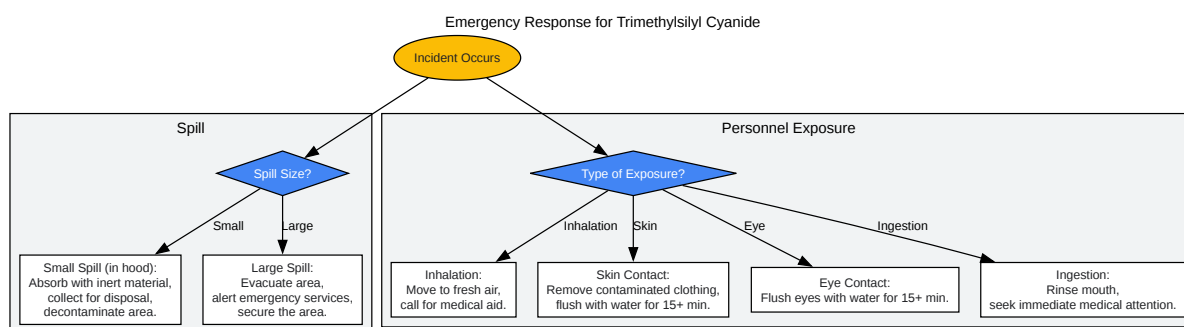 Emergency Response for Trimethylsilyl Cyanide
Incident Occurs
Spill
Spill Size?
Small
Large
Small Spill (in hood):
Absorb with inert material,
collect for disposal,
decontaminate area.
Large Spill:
Evacuate area,
alert emergency services,
secure the area.
Personnel Exposure
Type of Exposure?
Inhalation
Skin
Eye
Ingestion
Inhalation:
Move to fresh air,
call for medical aid.
Skin Contact:
Remove contaminated clothing,
flush with water for 15+ min.
Eye Contact:
Flush eyes with water for 15+ min.
Ingestion:
Rinse mouth,
seek immediate medical attention.